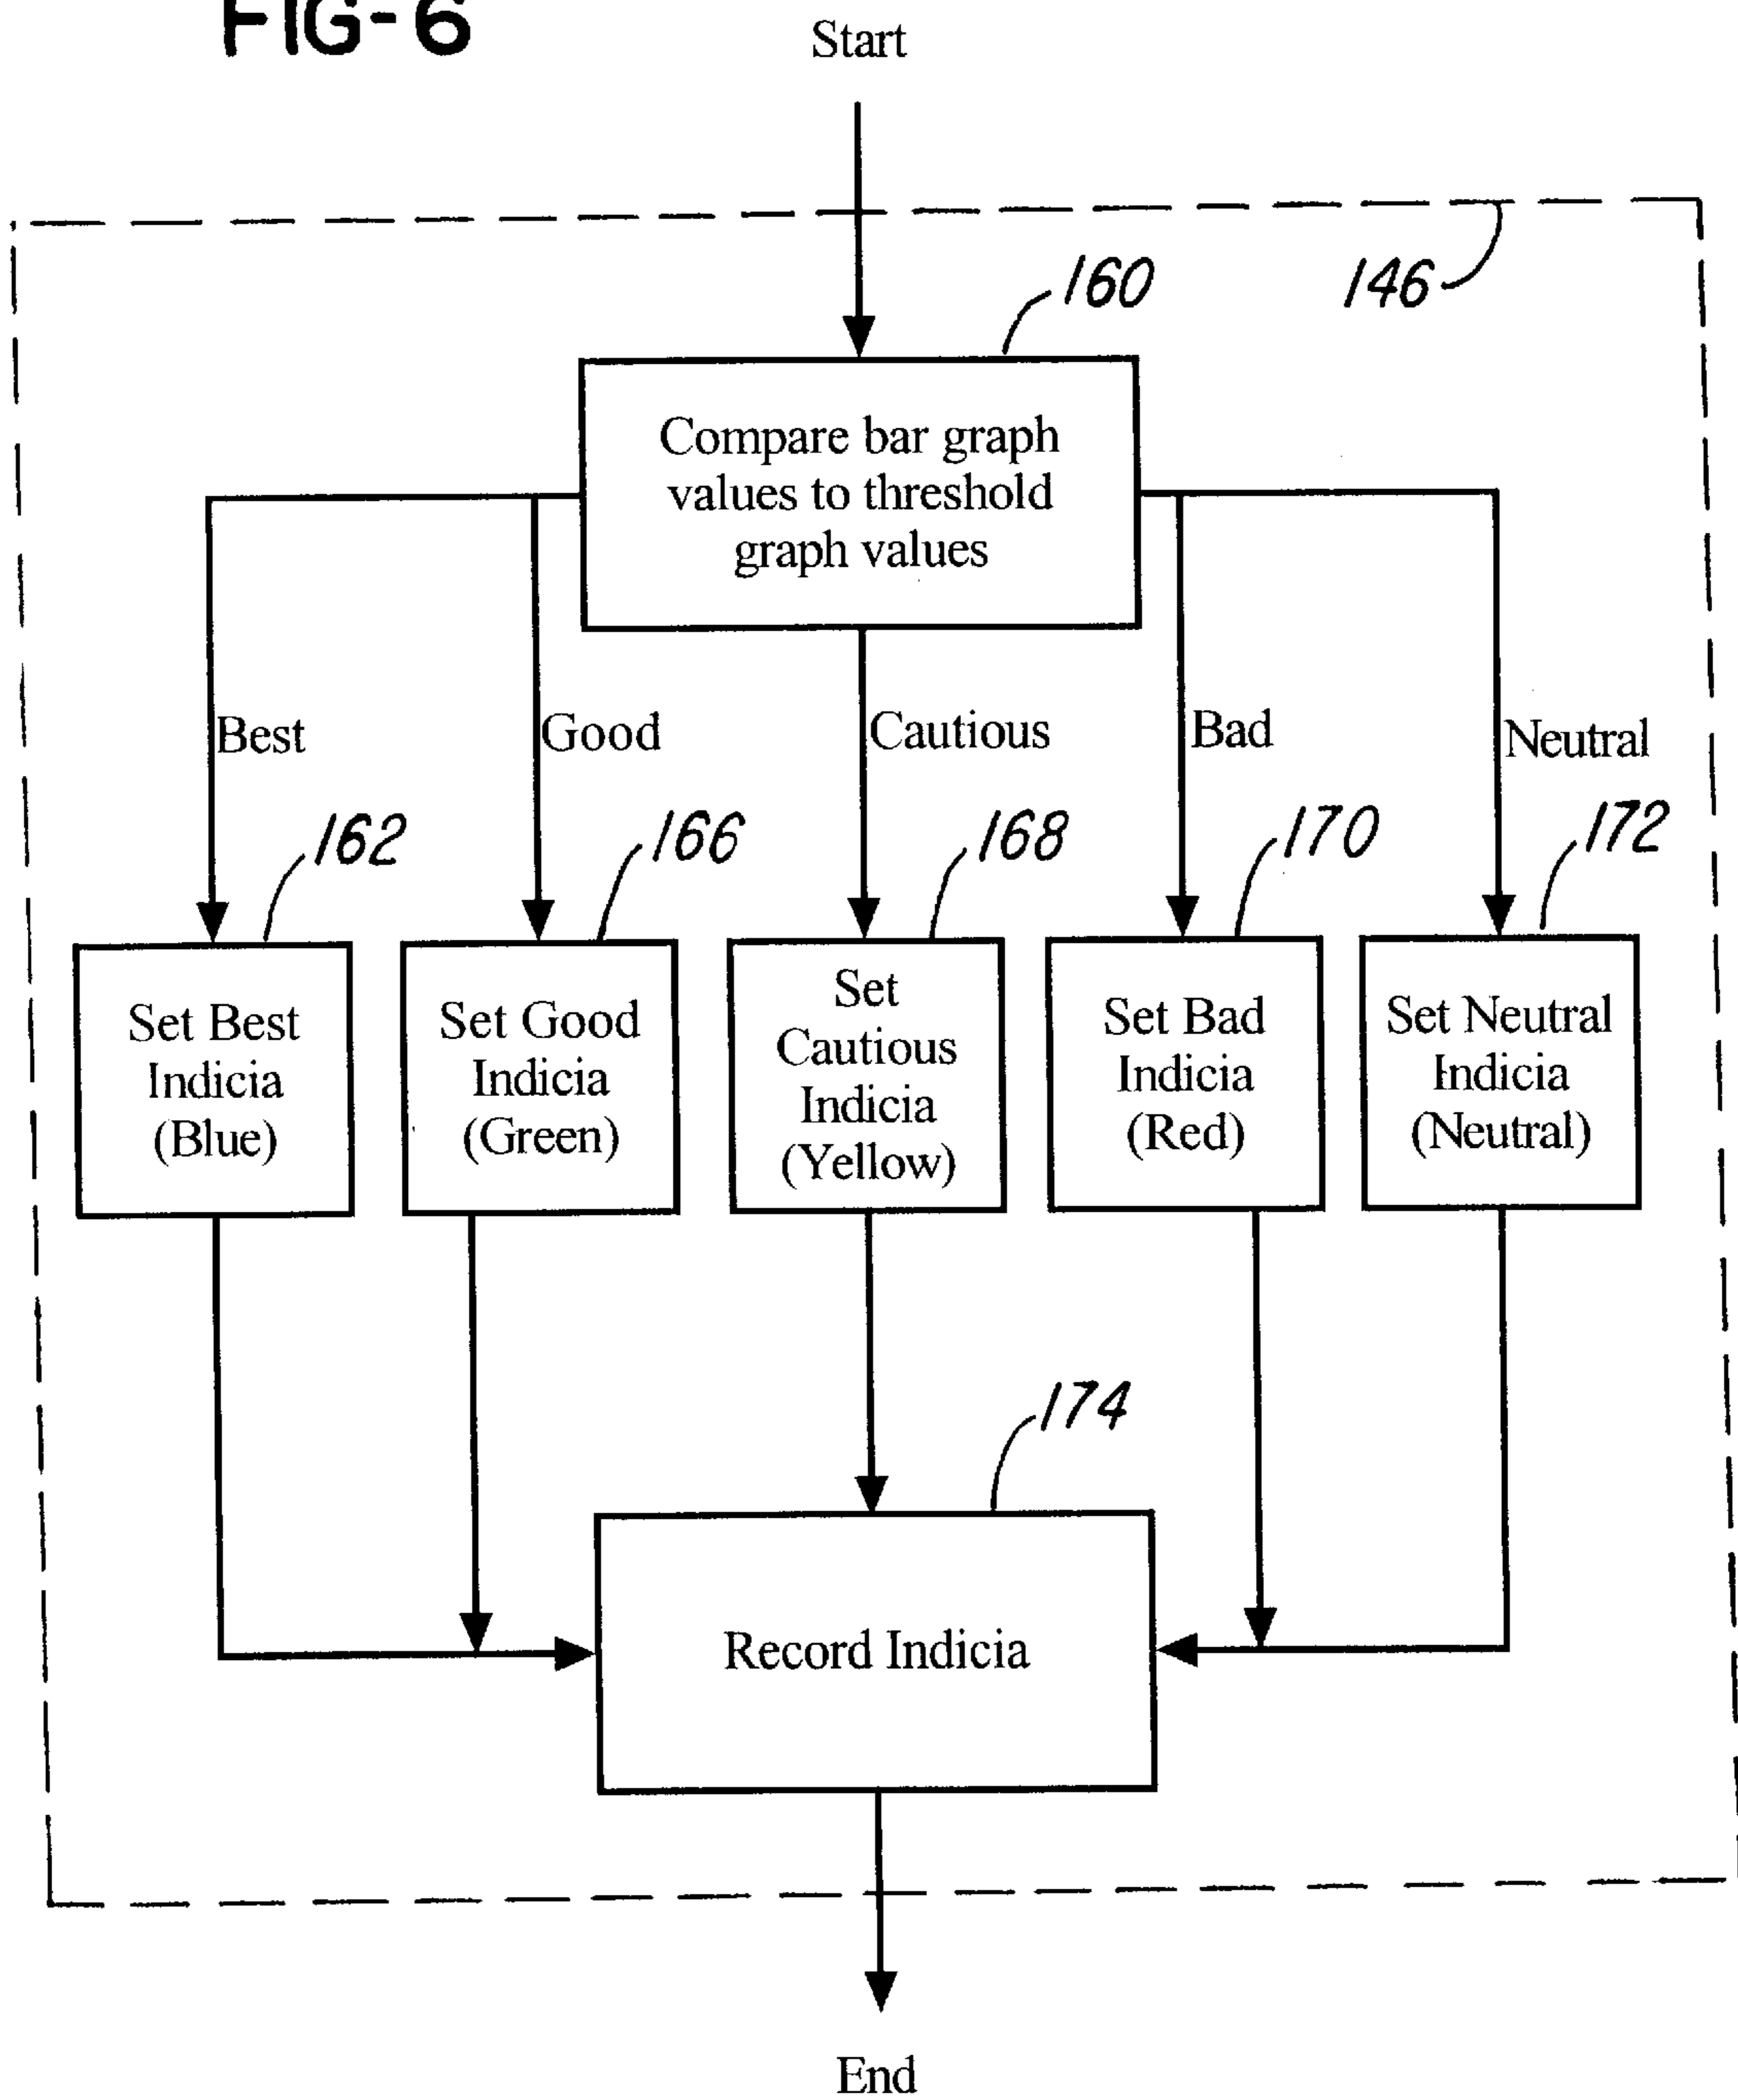 FIG-6
Start
146
160
Compare bar graph
values to threshold
graph values
Best
Good
Cautious
Bad
Neutral
162
166
168
170
172
Set Best
Indicia
(Blue)
Set Good
Indicia
(Green)
Set
Cautious
Indicia
(Yellow)
Set Bad
Indicia
(Red)
Set Neutral
Indicia
(Neutral)
174
Record Indicia
End